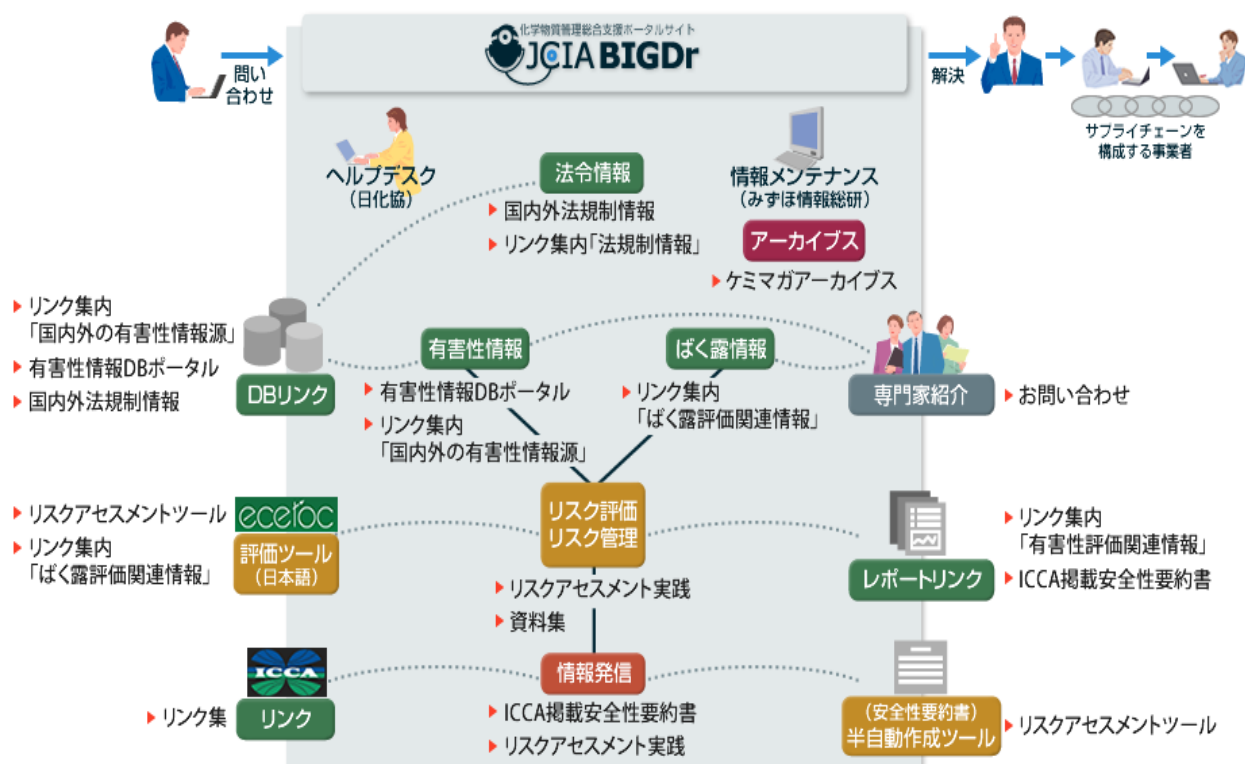 化学物質管理総合支援ポータルサイト
JCIA BIGDr
問い
合わせ
解決
サプライチェーンを
構成する事業者
ヘルプデスク
（日化協）
法令情報
国内外法規制情報
リンク集内「法規制情報」
情報メンテナンス
（みずほ情報総研）
アーカイブス
ケミマガアーカイブス
リンク集内
「国内外の有害性情報源」
有害性情報DBポータル
国内外法規制情報
DBリンク
有害性情報
有害性情報DBポータル
リンク集内
「国内外の有害性情報源」
ばく露情報
リンク集内
「ばく露評価関連情報」
専門家紹介
お問い合わせ
リスクアセスメントツール
リンク集内
「ばく露評価関連情報」
ecetoc
評価ツール
（日本語）
リスク評価
リスク管理
リスクアセスメント実践
資料集
レポートリンク
リンク集内
「有害性評価関連情報」
ICCA掲載安全性要約書
リンク集
ICCA
リンク
情報発信
ICCA掲載安全性要約書
リスクアセスメント実践
（安全性要約書）
半自動作成ツール
リスクアセスメントツール